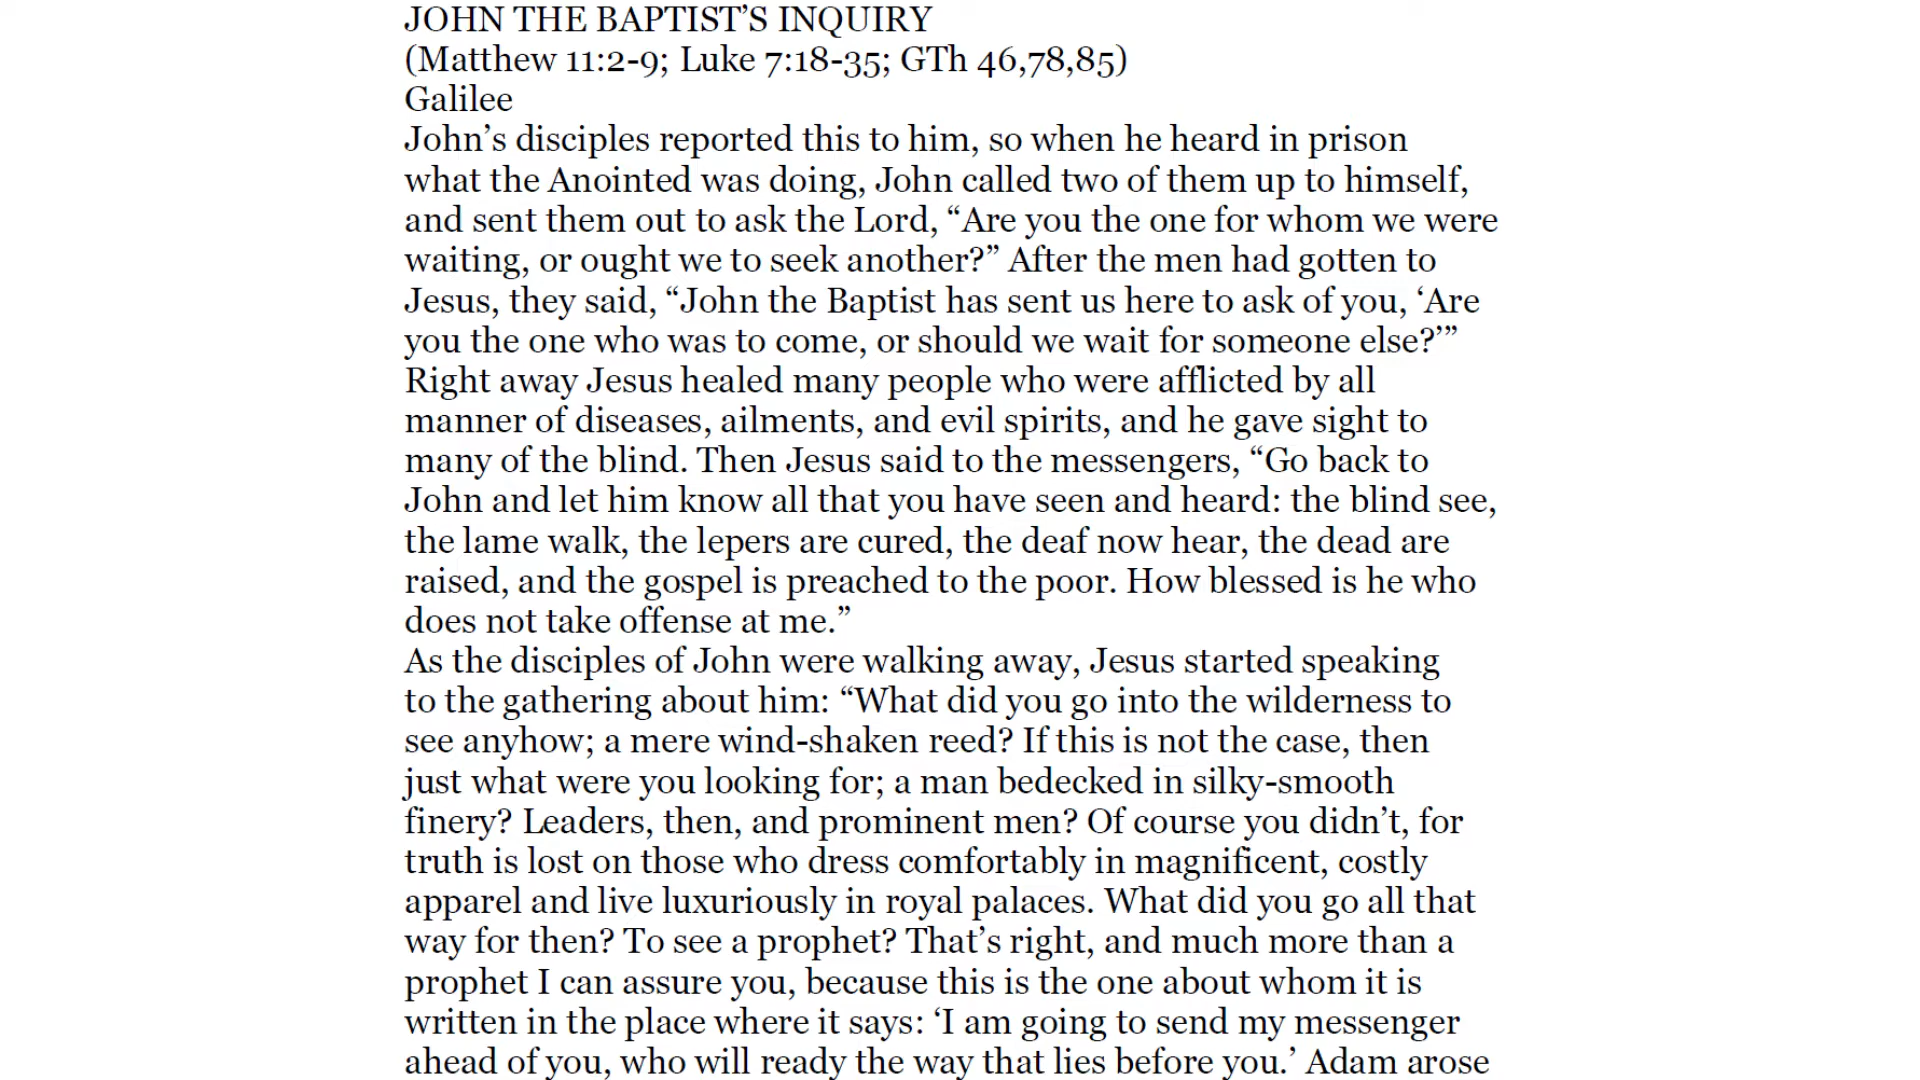 JOHN THE BAPTIST’S INQUIRY
(Matthew 11:2-9; Luke 7:18-35; GTh 46,78,85)
Galilee
John’s disciples reported this to him, so when he heard in prison
what the Anointed was doing, John called two of them up to himself,
and sent them out to ask the Lord, “Are you the one for whom we were
waiting, or ought we to seek another?” After the men had gotten to
Jesus, they said, “John the Baptist has sent us here to ask of you, ‘Are
you the one who was to come, or should we wait for someone else?’”
Right away Jesus healed many people who were afflicted by all
manner of diseases, ailments, and evil spirits, and he gave sight to
many of the blind. Then Jesus said to the messengers, “Go back to
John and let him know all that you have seen and heard: the blind see,
the lame walk, the lepers are cured, the deaf now hear, the dead are
raised, and the gospel is preached to the poor. How blessed is he who
does not take offense at me.”
As the disciples of John were walking away, Jesus started speaking
to the gathering about him: “What did you go into the wilderness to
see anyhow; a mere wind-shaken reed? If this is not the case, then
just what were you looking for; a man bedecked in silky-smooth
finery? Leaders, then, and prominent men? Of course you didn’t, for
truth is lost on those who dress comfortably in magnificent, costly
apparel and live luxuriously in royal palaces. What did you go all that
way for then? To see a prophet? That’s right, and much more than a
prophet I can assure you, because this is the one about whom it is
written in the place where it says: ‘I am going to send my messenger
ahead of you, who will ready the way that lies before you.’ Adam arose